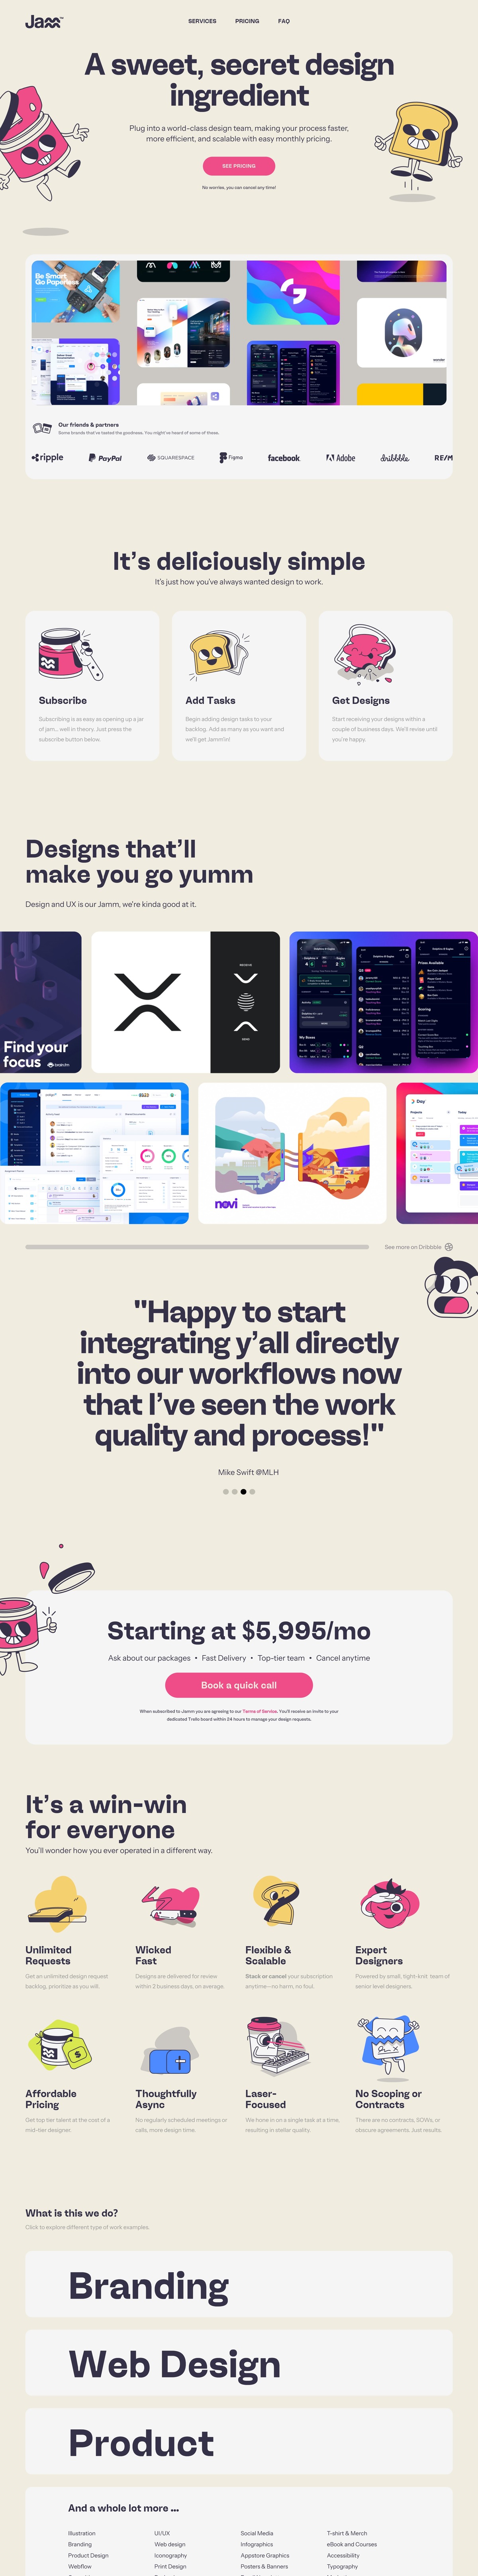 Jamm™
SERVICES
PRICING
FAQ
A sweet, secret design
ingredient
Plug into a world-class design team, making your process faster,
more efficient, and scalable with easy monthly pricing.
SEE PRICING
No worries, you can cancel any time!
Be Smart
Go Paperless
Our friends & partners
Some brands that've tasted the goodness. You might've heard of some of these.
ripple
PayPal
SQUARESPACE
Figma
facebook
Adobe
dribbble
RE/M
It’s deliciously simple
It’s just how you’ve always wanted design to work.
Subscribe
Subscribing is as easy as opening up a jar
of jam... well in theory. Just press the
subscribe button below.
Add Tasks
Begin adding design tasks to your
backlog. Add as many as you want and
we'll get Jamm'in!
Get Designs
Start receiving your designs within a
couple of business days. We'll revise until
you're happy.
Designs that’ll
make you go yumm
Design and UX is our Jamm, we’re kinda good at it.
Find your
focus
Prizes Available
My Boxes
Scoring
novi
Day
Projects
Today
See more on Dribbble
"Happy to start
integrating y’all directly
into our workflows now
that I’ve seen the work
quality and process!"
Mike Swift @MLH
Starting at $5,995/mo
Ask about our packages • Fast Delivery • Top-tier team • Cancel anytime
Book a quick call
When subscribed to Jamm you are agreeing to our Terms of Service. You'll receive an invite to your
dedicated Trello board within 24 hours to manage your design requests.
It’s a win-win
for everyone
You’ll wonder how you ever operated in a different way.
Unlimited
Requests
Get an unlimited design request
backlog, prioritize as you will.
Wicked
Fast
Designs are delivered for review
within 2 business days, on average.
Flexible &
Scalable
Stack or cancel your subscription
anytime—no harm, no foul.
Expert
Designers
Powered by small, tight-knit team of
senior level designers.
Affordable
Pricing
Get top tier talent at the cost of a
mid-tier designer.
Thoughtfully
Async
No regularly scheduled meetings or
calls, more design time.
Laser-
Focused
We hone in on a single task at a time,
resulting in stellar quality.
No Scoping or
Contracts
There are no contracts, SOWs, or
obscure agreements. Just results.
What is this we do?
Click to explore different type of work examples.
Branding
Web Design
Product
And a whole lot more ...
Illustration
UI/UX
Social Media
T-shirt & Merch
Branding
Web design
Infographics
eBook and Courses
Product Design
Iconography
Appstore Graphics
Accessibility
Webflow
Print Design
Posters & Banners
Typography